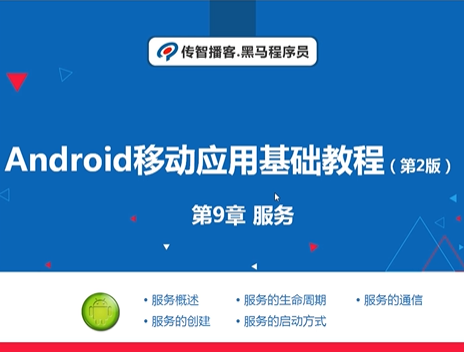 传智播客.黑马程序员
Android移动应用基础教程（第2版）
第9章 服务
• 服务概述 • 服务的生命周期 • 服务的通信
• 服务的创建 • 服务的启动方式